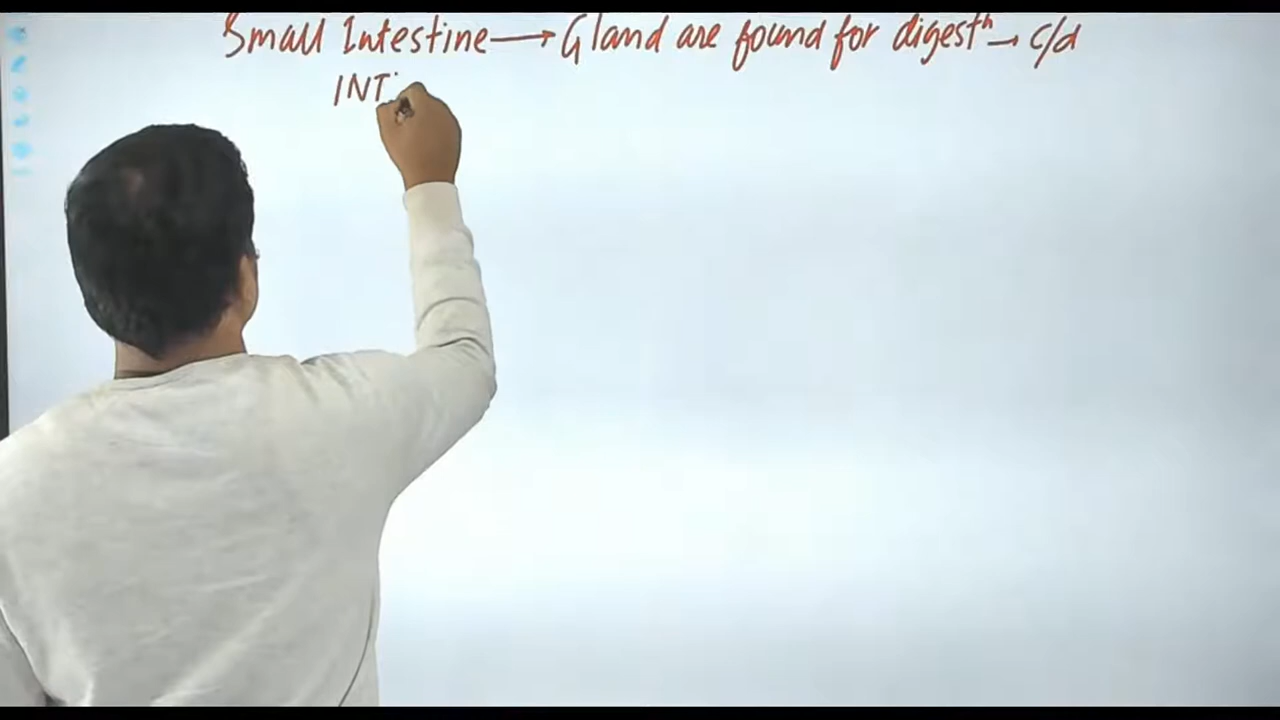 Small Intestine → Gland are found for digestⁿ → c/d
INT